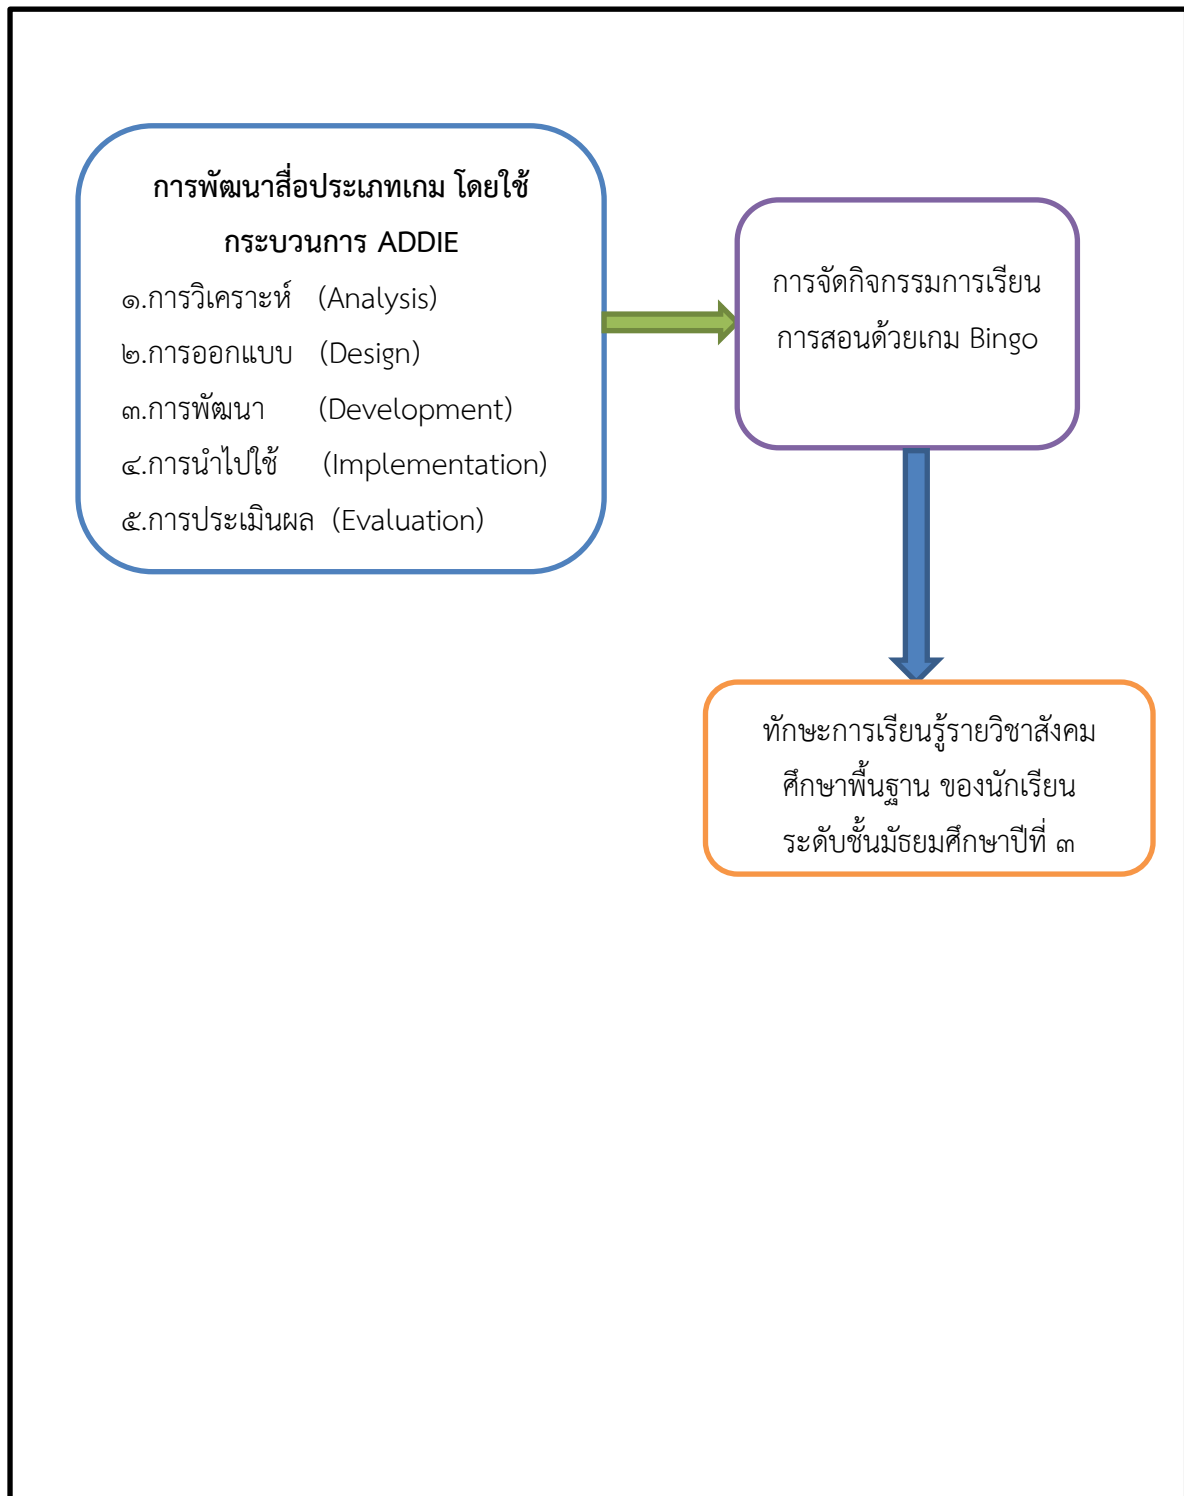 การพัฒนาสื่อประเภทเกม โดยใช้
กระบวนการ ADDIE
๑.การวิเคราะห์ (Analysis)
๒.การออกแบบ (Design)
๓.การพัฒนา (Development)
๔.การนำไปใช้ (Implementation)
๕.การประเมินผล (Evaluation)
การจัดกิจกรรมการเรียน
การสอนด้วยเกม Bingo
ทักษะการเรียนรู้รายวิชาสังคม
ศึกษาพื้นฐาน ของนักเรียน
ระดับชั้นมัธยมศึกษาปีที่ ๓